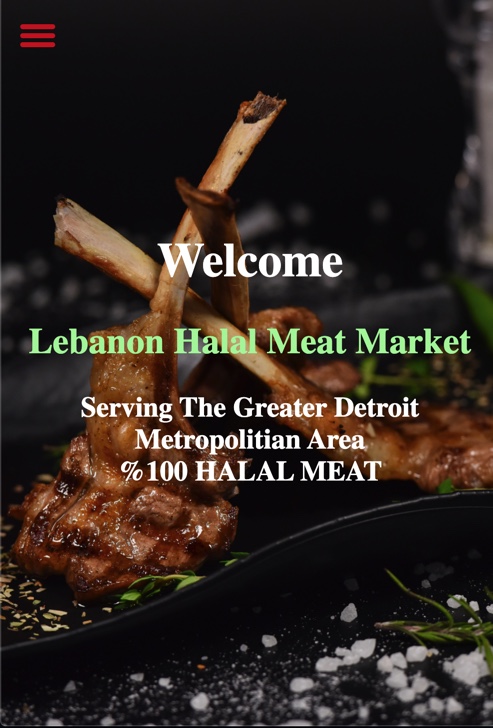 Welcome
Lebanon Halal Meat Market
Serving The Greater Detroit
Metropolitian Area
%100 HALAL MEAT